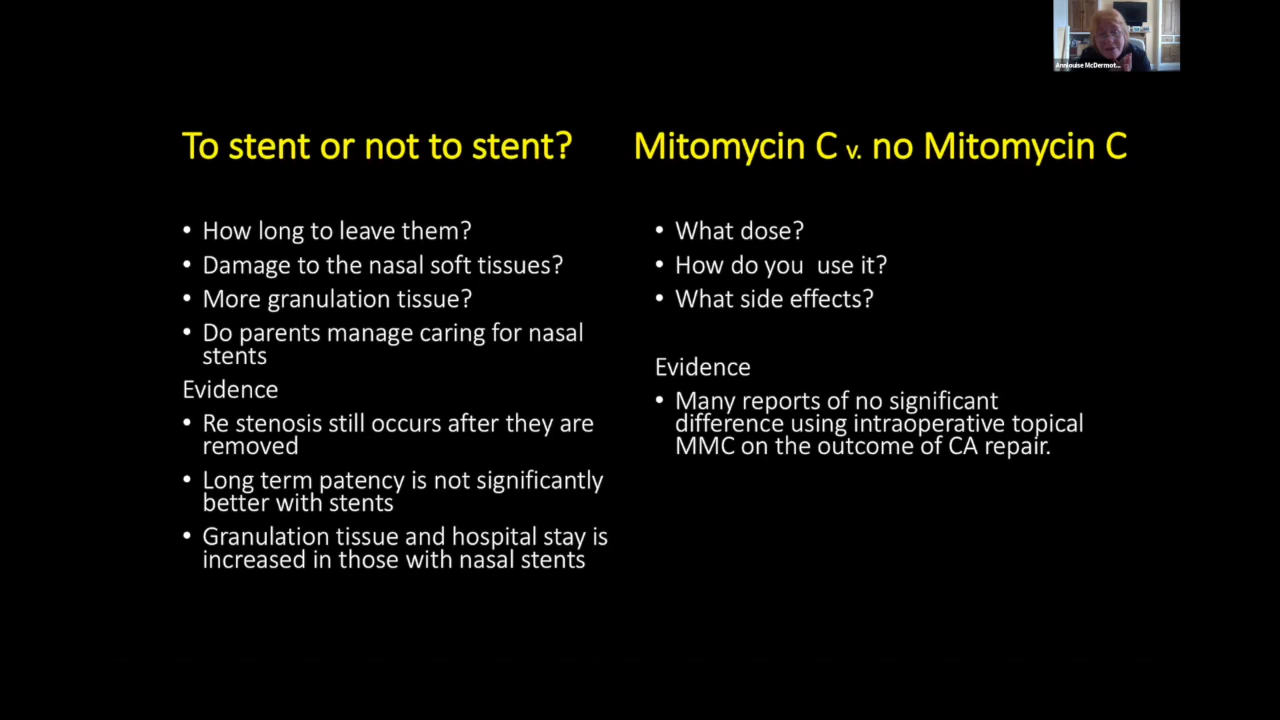 Annlouise McDermot...
To stent or not to stent?
• How long to leave them?
• Damage to the nasal soft tissues?
• More granulation tissue?
• Do parents manage caring for nasal
stents
Evidence
• Re stenosis still occurs after they are
removed
• Long term patency is not significantly
better with stents
• Granulation tissue and hospital stay is
increased in those with nasal stents
Mitomycin C v. no Mitomycin C
• What dose?
• How do you  use it?
• What side effects?
Evidence
• Many reports of no significant
difference using intraoperative topical
MMC on the outcome of CA repair.